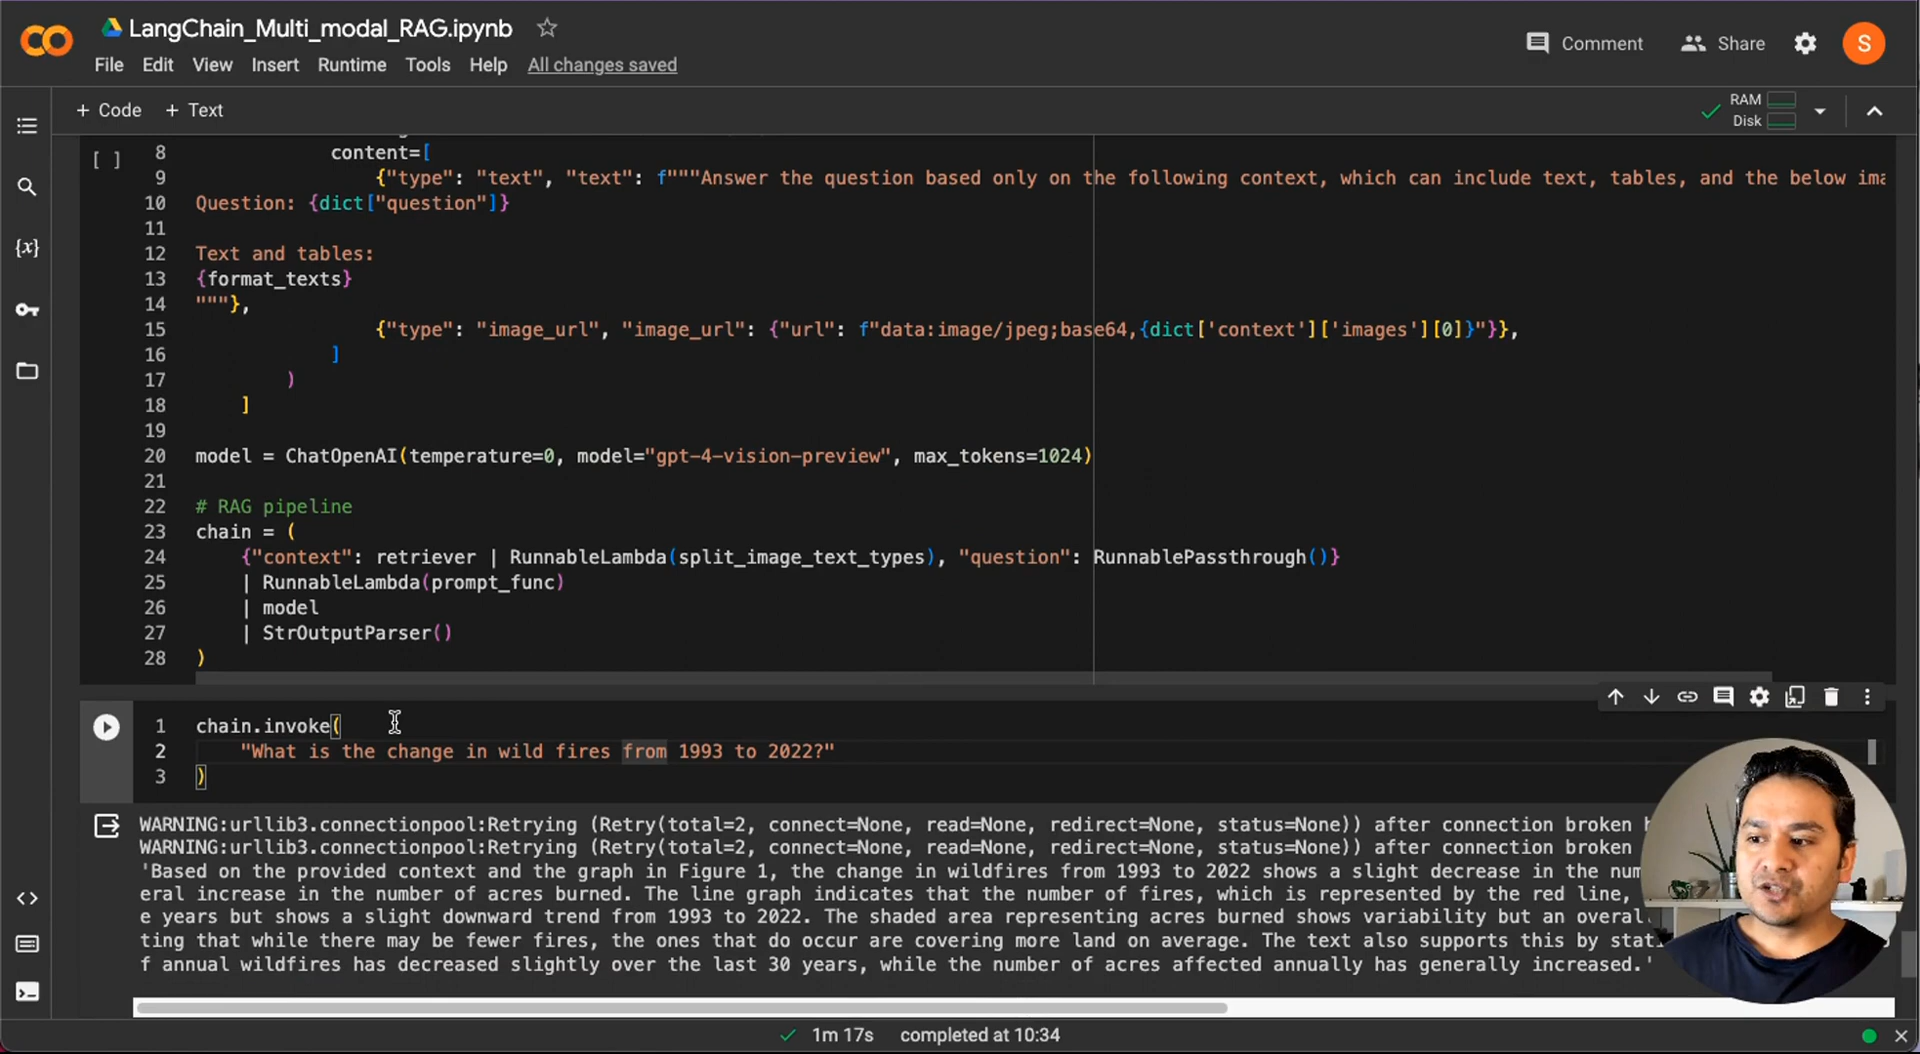 LangChain_Multi_modal_RAG.ipynb
Comment
Share
S
File Edit View Insert Runtime Tools Help All changes saved
+ Code + Text
RAM
Disk
[ ]
8 content=[
9 {"type": "text", "text": f"""Answer the question based only on the following context, which can include text, tables, and the below ima
10 Question: {dict["question"]}
11
12 Text and tables:
13 {format_texts}
14 """},
15 {"type": "image_url", "image_url": {"url": f"data:image/jpeg;base64,{dict['context']['images'][0]}"}},
16 ]
17 )
18 ]
19
20 model = ChatOpenAI(temperature=0, model="gpt-4-vision-preview", max_tokens=1024)
21
22 # RAG pipeline
23 chain = (
24 {"context": retriever | RunnableLambda(split_image_text_types), "question": RunnablePassthrough()}
25 | RunnableLambda(prompt_func)
26 | model
27 | StrOutputParser()
28 )
{x}
1 chain.invoke(
2 "What is the change in wild fires from 1993 to 2022?"
3 )
WARNING:urllib3.connectionpool:Retrying (Retry(total=2, connect=None, read=None, redirect=None, status=None)) after connection broken
WARNING:urllib3.connectionpool:Retrying (Retry(total=2, connect=None, read=None, redirect=None, status=None)) after connection broken
'Based on the provided context and the graph in Figure 1, the change in wildfires from 1993 to 2022 shows a slight decrease in the num
eral increase in the number of acres burned. The line graph indicates that the number of fires, which is represented by the red line,
e years but shows a slight downward trend from 1993 to 2022. The shaded area representing acres burned shows variability but an overal
ting that while there may be fewer fires, the ones that do occur are covering more land on average. The text also supports this by stati
f annual wildfires has decreased slightly over the last 30 years, while the number of acres affected annually has generally increased.'
1m 17s completed at 10:34